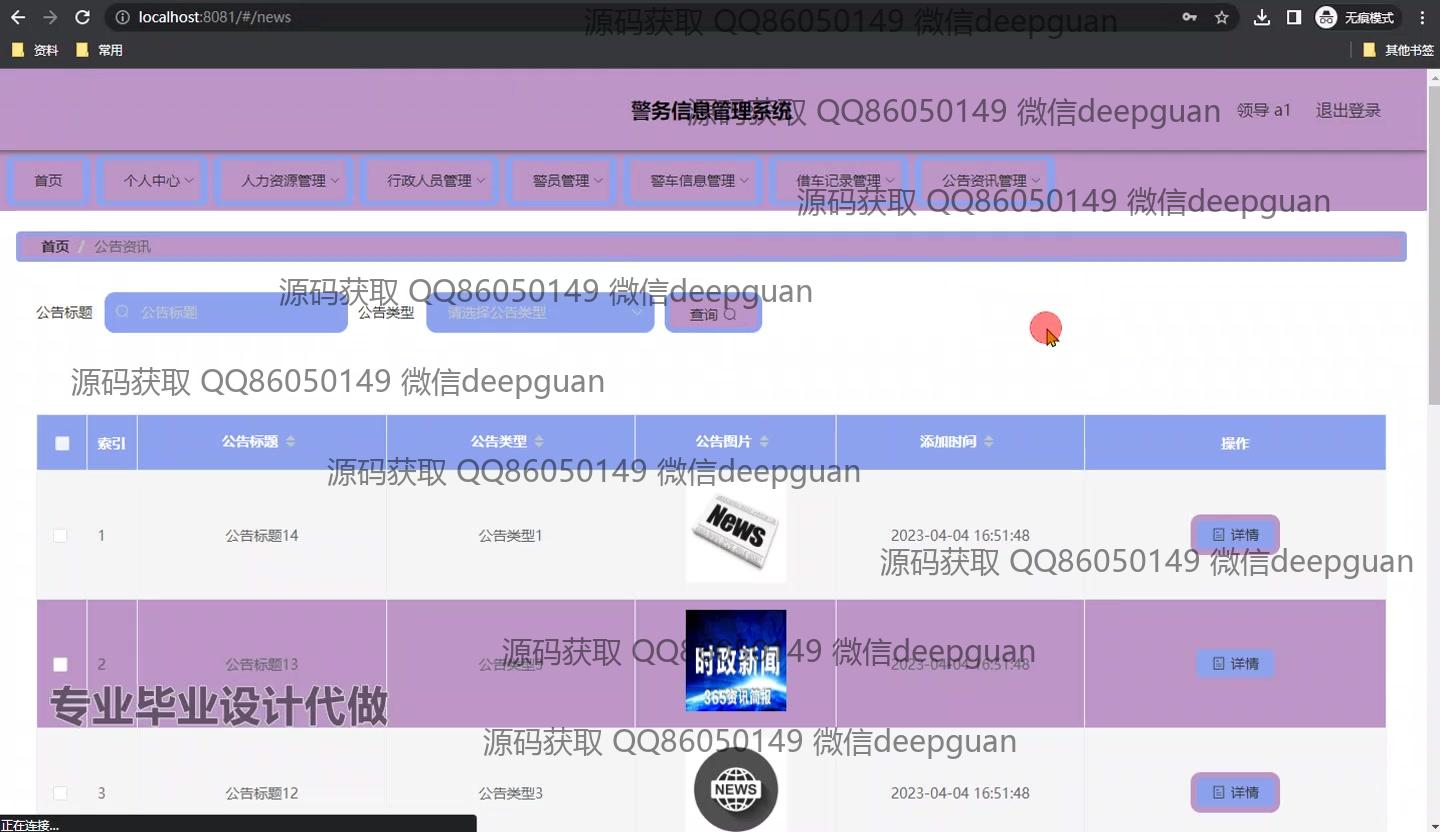 localhost:8081/#/news
源码获取 QQ86050149 微信deepguan
无痕模式
资料 常用
其他书签
警务信息管理系统
源码获取 QQ86050149 微信deepguan
领导 a1 退出登录
首页 个人中心 人力资源管理 行政人员管理 警员管理 警车信息管理 借车记录管理 公告资讯管理
源码获取 QQ86050149 微信deepguan
首页 / 公告资讯
源码获取 QQ86050149 微信deepguan
公告标题 公告标题 公告类型 请选择公告类型 查询
源码获取 QQ86050149 微信deepguan
索引 公告标题 公告类型 公告图片 添加时间 操作
源码获取 QQ86050149 微信deepguan
News
1 公告标题14 公告类型1 2023-04-04 16:51:48 详情
源码获取 QQ86050149 微信deepguan
源码获取 QQ86050149 微信deepguan
时政新闻
2 公告标题13 2023-04-04 16:51:48 详情
365资讯简报
专业毕业设计代做
源码获取 QQ86050149 微信deepguan
NEWS
3 公告标题12 公告类型3 2023-04-04 16:51:48 详情
正在连接...